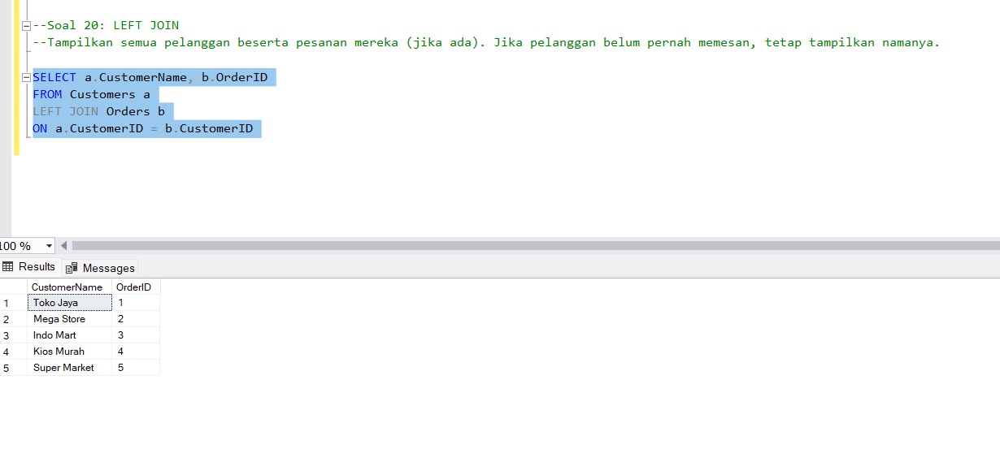 --Soal 20: LEFT JOIN
--Tampilkan semua pelanggan beserta pesanan mereka (jika ada). Jika pelanggan belum pernah memesan, tetap tampilkan namanya.
SELECT a.CustomerName, b.OrderID
FROM Customers a
LEFT JOIN Orders b
ON a.CustomerID = b.CustomerID
100 %
Results Messages
CustomerName OrderID
1 Toko Jaya 1
2 Mega Store 2
3 Indo Mart 3
4 Kios Murah 4
5 Super Market 5